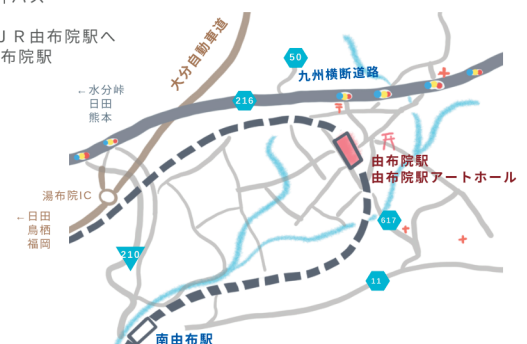 ＪＲ由布院駅へ
布院駅
大分自動車道
50
九州横断道路
←水分峠
日田
熊本
216
由布院駅
由布院駅アートホール
湯布院IC
←日田
鳥栖
福岡
617
210
11
南由布駅